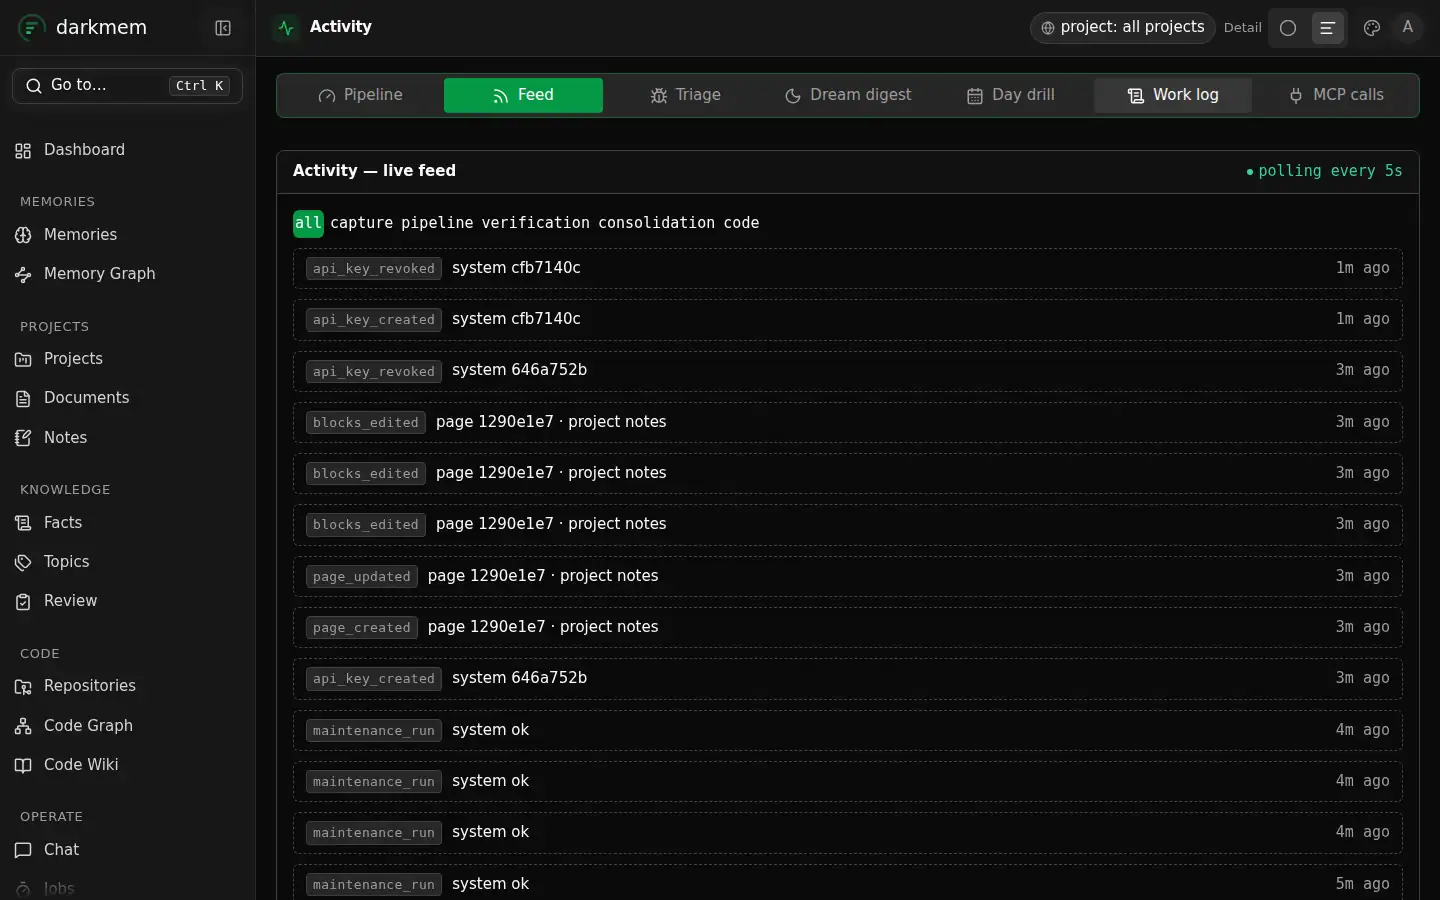 darkmem
Activity
project: all projects
Detail
A
Go to...
Ctrl K
Pipeline
Feed
Triage
Dream digest
Day drill
Work log
MCP calls
Dashboard
MEMORIES
Memories
Memory Graph
PROJECTS
Projects
Documents
Notes
KNOWLEDGE
Facts
Topics
Review
CODE
Repositories
Code Graph
Code Wiki
OPERATE
Chat
Jobs
Activity — live feed
polling every 5s
all capture pipeline verification consolidation code
api_key_revoked system cfb7140c 1m ago
api_key_created system cfb7140c 1m ago
api_key_revoked system 646a752b 3m ago
blocks_edited page 1290e1e7 · project notes 3m ago
blocks_edited page 1290e1e7 · project notes 3m ago
blocks_edited page 1290e1e7 · project notes 3m ago
page_updated page 1290e1e7 · project notes 3m ago
page_created page 1290e1e7 · project notes 3m ago
api_key_created system 646a752b 3m ago
maintenance_run system ok 4m ago
maintenance_run system ok 4m ago
maintenance_run system ok 4m ago
maintenance_run system ok 5m ago